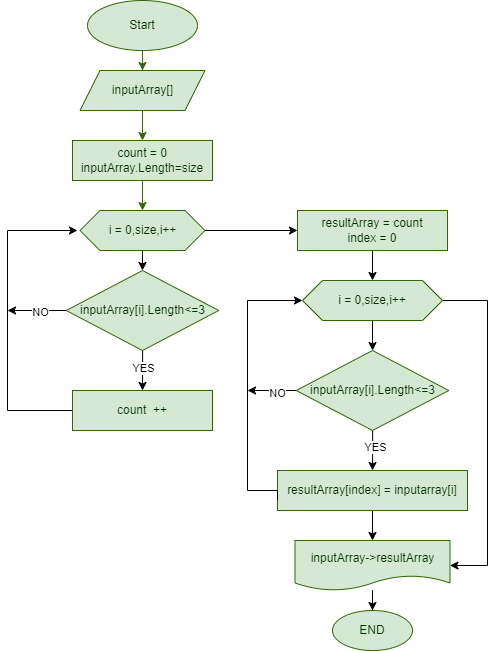 Start
inputArray[]
count = 0
inputArray.Length=size
i = 0,size,i++
inputArray[i].Length<=3
NO
YES
count  ++
resultArray = count
index = 0
i = 0,size,i++
inputArray[i].Length<=3
NO
YES
resultArray[index] = inputarray[i]
inputArray->resultArray
END